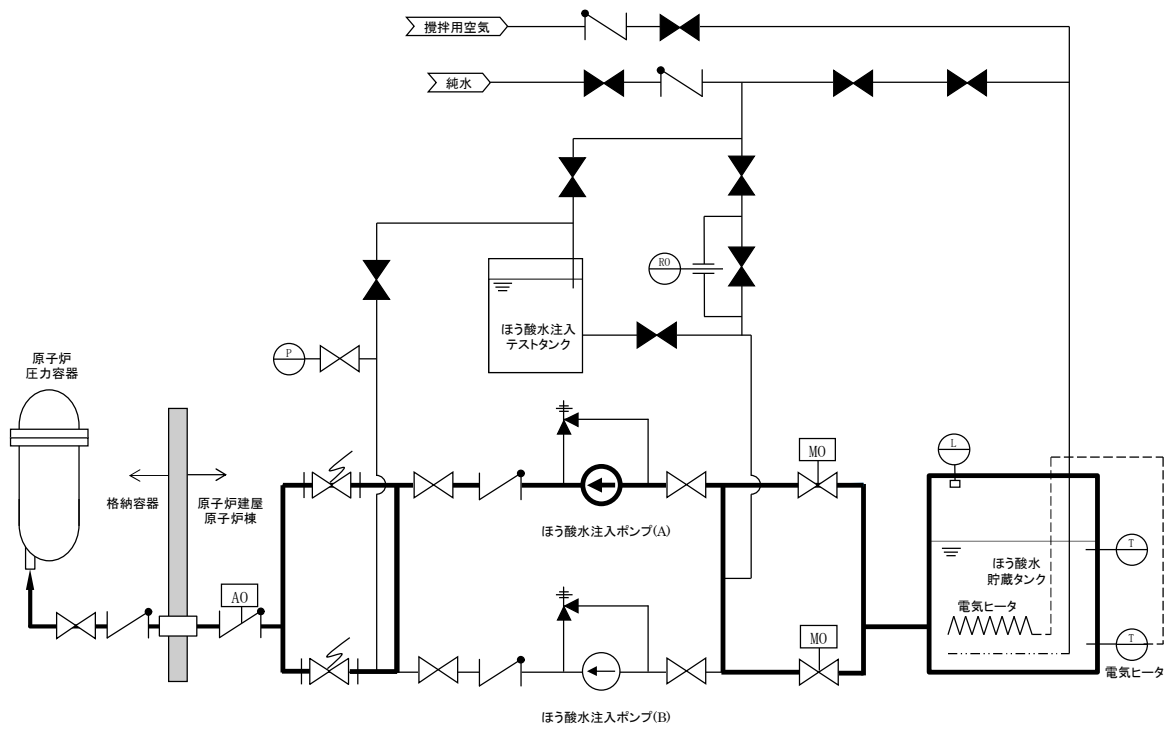 攪拌用空気
純水
RO
ほう酸水注入
テストタンク
P
原子炉
圧力容器
格納容器
原子炉建屋
原子炉棟
MO
L
ほう酸水注入ポンプ(A)
T
ほう酸水
貯蔵タンク
電気ヒータ
AO
MO
T
電気ヒータ
ほう酸水注入ポンプ(B)